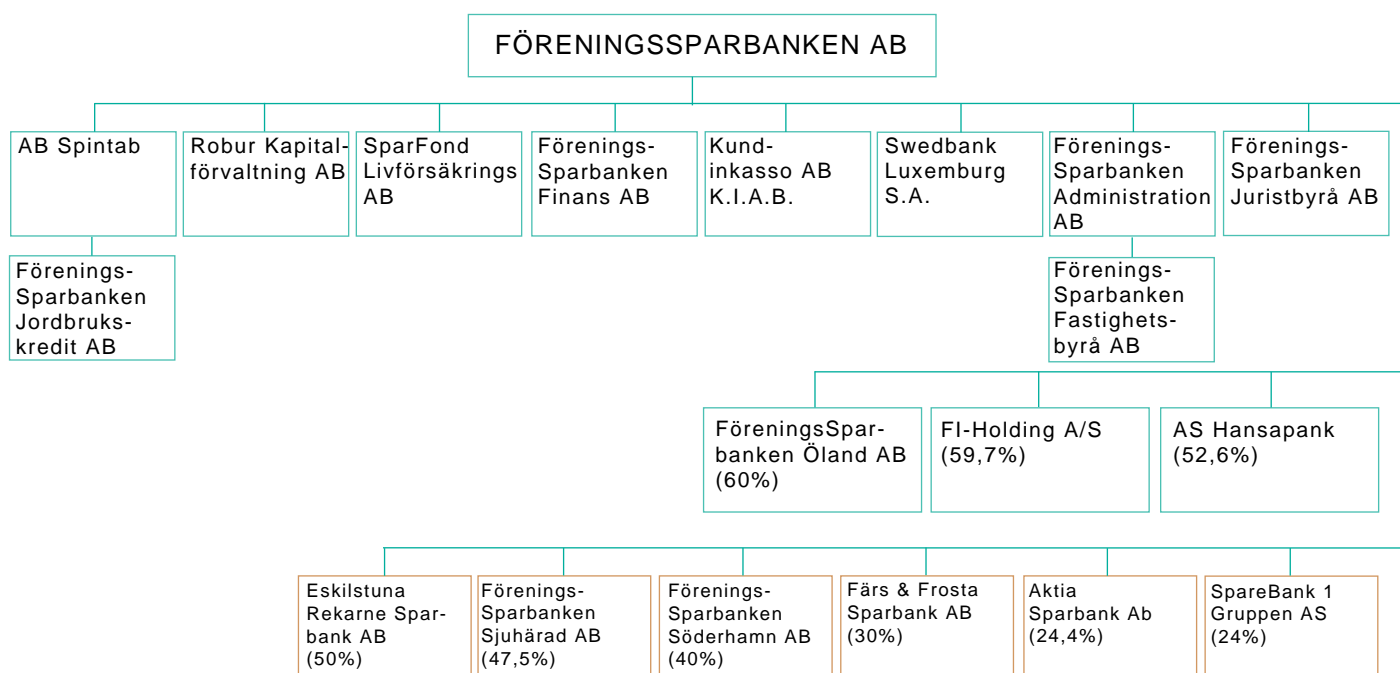 FÖRENINGSSPARBANKEN AB
AB Spintab
Robur Kapital-
förvaltning AB
SparFond
Livförsäkrings
AB
Förenings-
Sparbanken
Finans AB
Kund-
inkasso AB
K.I.A.B.
Swedbank
Luxemburg
S.A.
Förenings-
Sparbanken
Administration
AB
Förenings-
Sparbanken
Juristbyrå AB
Förenings-
Sparbanken
Jordbruks-
kredit AB
Förenings-
Sparbanken
Fastighets-
byrå AB
FöreningsSpar-
banken Öland AB
(60%)
FI-Holding A/S
(59,7%)
AS Hansapank
(52,6%)
Eskilstuna
Rekarne Spar-
bank AB
(50%)
Förenings-
Sparbanken
Sjuhärad AB
(47,5%)
Förenings-
Sparbanken
Söderhamn AB
(40%)
Färs & Frosta
Sparbank AB
(30%)
Aktia
Sparbank Ab
(24,4%)
SpareBank 1
Gruppen AS
(24%)